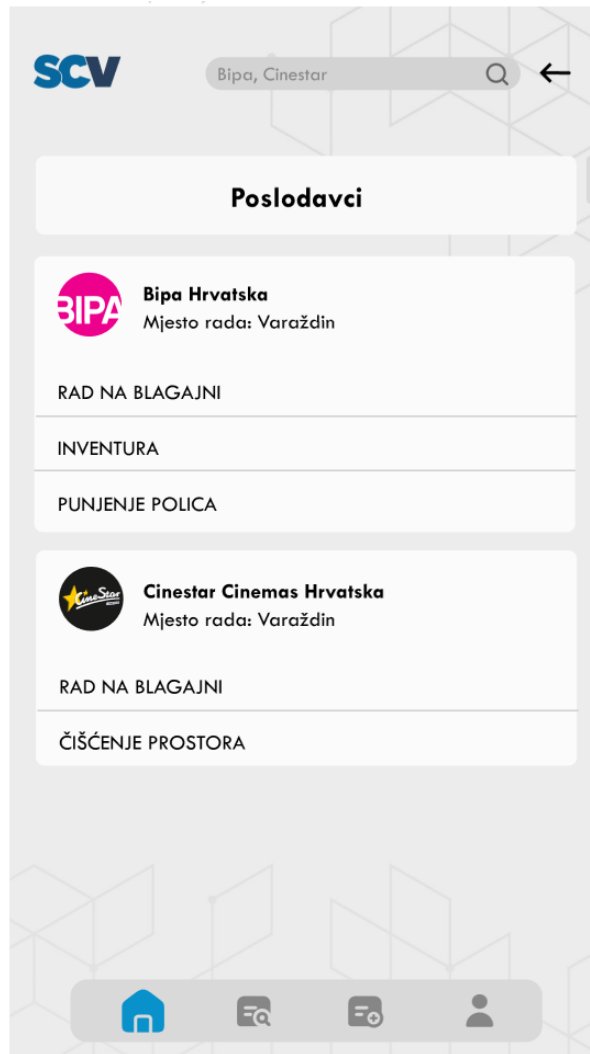 SCV
Bipa, Cinestar
Poslodavci
BIPA
Bipa Hrvatska
Mjesto rada: Varaždin
RAD NA BLAGAJNI
INVENTURA
PUNJENJE POLICA
CineStar
Cinestar Cinemas Hrvatska
Mjesto rada: Varaždin
RAD NA BLAGAJNI
ČIŠĆENJE PROSTORA